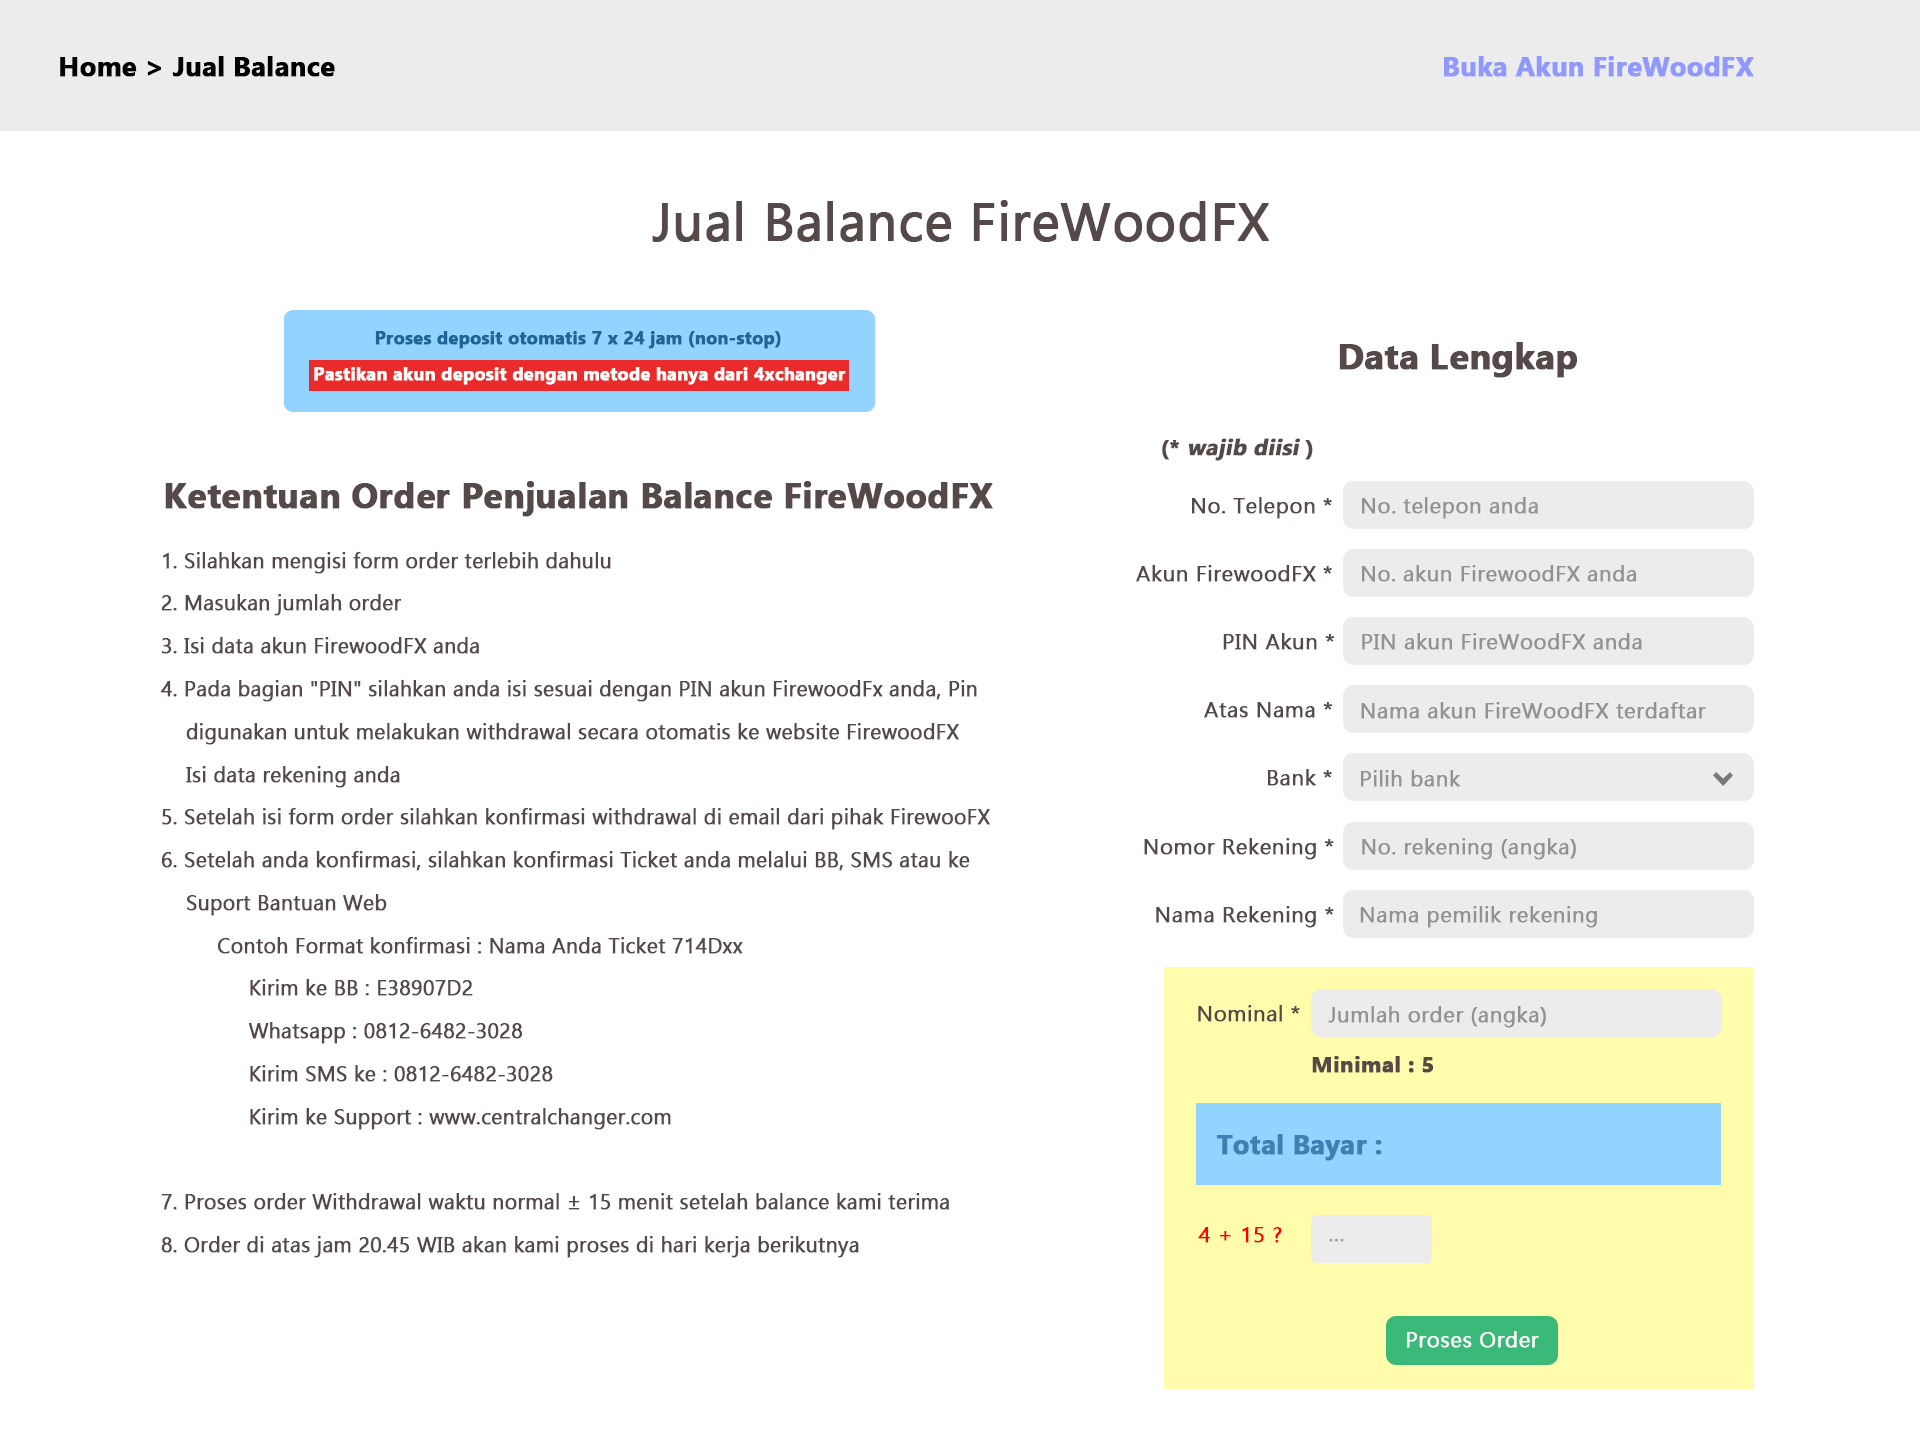 Home > Jual Balance
Buka Akun FireWoodFX
Jual Balance FireWoodFX
Proses deposit otomatis 7 x 24 jam (non-stop)
Pastikan akun deposit dengan metode hanya dari 4xchanger
Ketentuan Order Penjualan Balance FireWoodFX
1. Silahkan mengisi form order terlebih dahulu
2. Masukan jumlah order
3. Isi data akun FirewoodFX anda
4. Pada bagian "PIN" silahkan anda isi sesuai dengan PIN akun FirewoodFx anda, Pin
digunakan untuk melakukan withdrawal secara otomatis ke website FirewoodFX
Isi data rekening anda
5. Setelah isi form order silahkan konfirmasi withdrawal di email dari pihak FirewooFX
6. Setelah anda konfirmasi, silahkan konfirmasi Ticket anda melalui BB, SMS atau ke
Suport Bantuan Web
Contoh Format konfirmasi : Nama Anda Ticket 714Dxx
Kirim ke BB : E38907D2
Whatsapp : 0812-6482-3028
Kirim SMS ke : 0812-6482-3028
Kirim ke Support : www.centralchanger.com
7. Proses order Withdrawal waktu normal ± 15 menit setelah balance kami terima
8. Order di atas jam 20.45 WIB akan kami proses di hari kerja berikutnya
Data Lengkap
(* wajib diisi )
No. Telepon * No. telepon anda
Akun FirewoodFX * No. akun FirewoodFX anda
PIN Akun * PIN akun FireWoodFX anda
Atas Nama * Nama akun FireWoodFX terdaftar
Bank * Pilih bank
Nomor Rekening * No. rekening (angka)
Nama Rekening * Nama pemilik rekening
Nominal * Jumlah order (angka)
Minimal : 5
Total Bayar :
4 + 15 ? ...
Proses Order